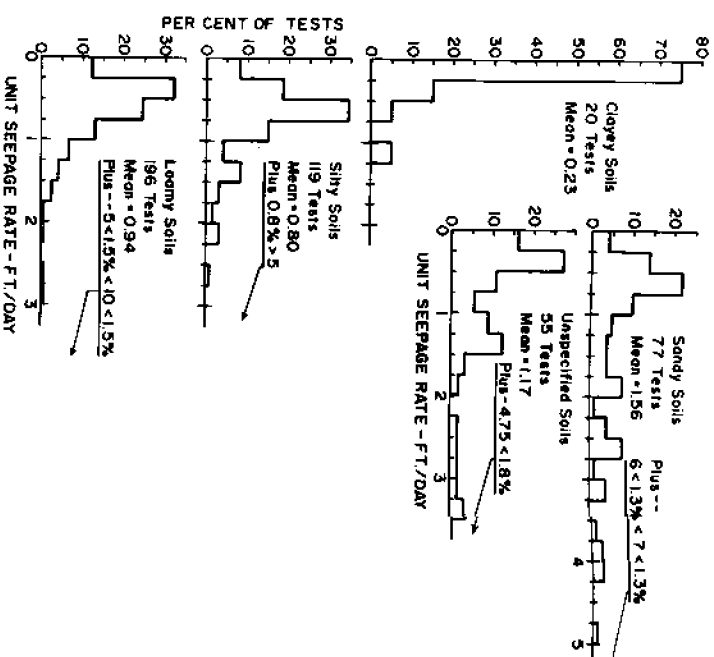 80
70
60
50
40
30
20
10
0
Clayey Soils
20 Tests
Mean = 0.23
20
10
0
Sandy Soils
77 Tests
Mean = 1.56
Plus--
6 < 1.3% < 7 < 1.3%
4
5
20
10
0
Unspecified Soils
55 Tests
Mean = 1.17
Plus - 4.75 < 1.8%
1
2
3
UNIT SEEPAGE RATE - FT./DAY
PER CENT OF TESTS
30
20
10
0
Silty Soils
119 Tests
Mean = 0.80
Plus 0.8% > 5
30
20
10
0
Loamy Soils
196 Tests
Mean = 0.94
Plus -- 5 < 1.5% < 10 < 1.5%
1
2
3
UNIT SEEPAGE RATE - FT./DAY